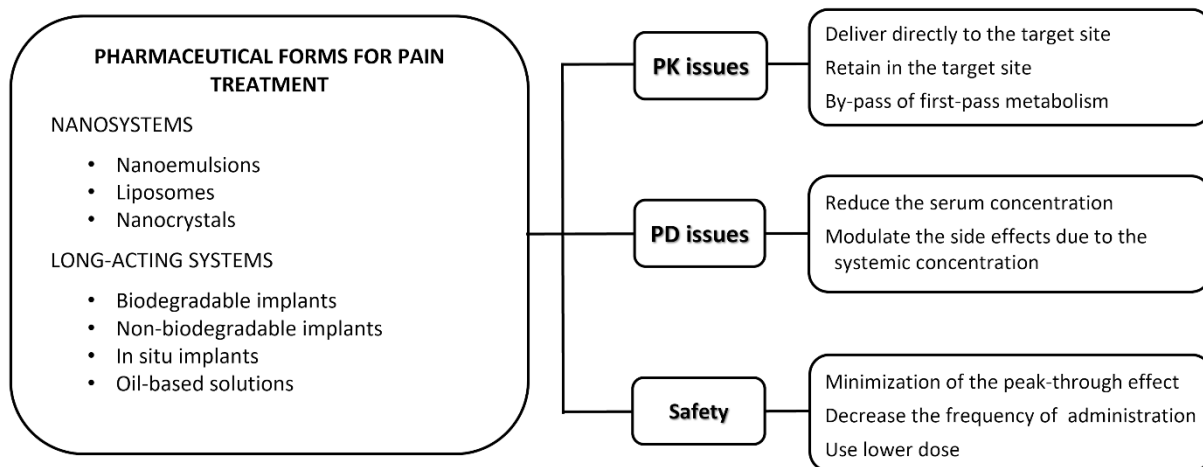 PHARMACEUTICAL FORMS FOR PAIN
TREATMENT
NANOSYSTEMS
• Nanoemulsions
• Liposomes
• Nanocrystals
LONG-ACTING SYSTEMS
• Biodegradable implants
• Non-biodegradable implants
• In situ implants
• Oil-based solutions
PK issues
Deliver directly to the target site
Retain in the target site
By-pass of first-pass metabolism
PD issues
Reduce the serum concentration
Modulate the side effects due to the
systemic concentration
Safety
Minimization of the peak-through effect
Decrease the frequency of administration
Use lower dose